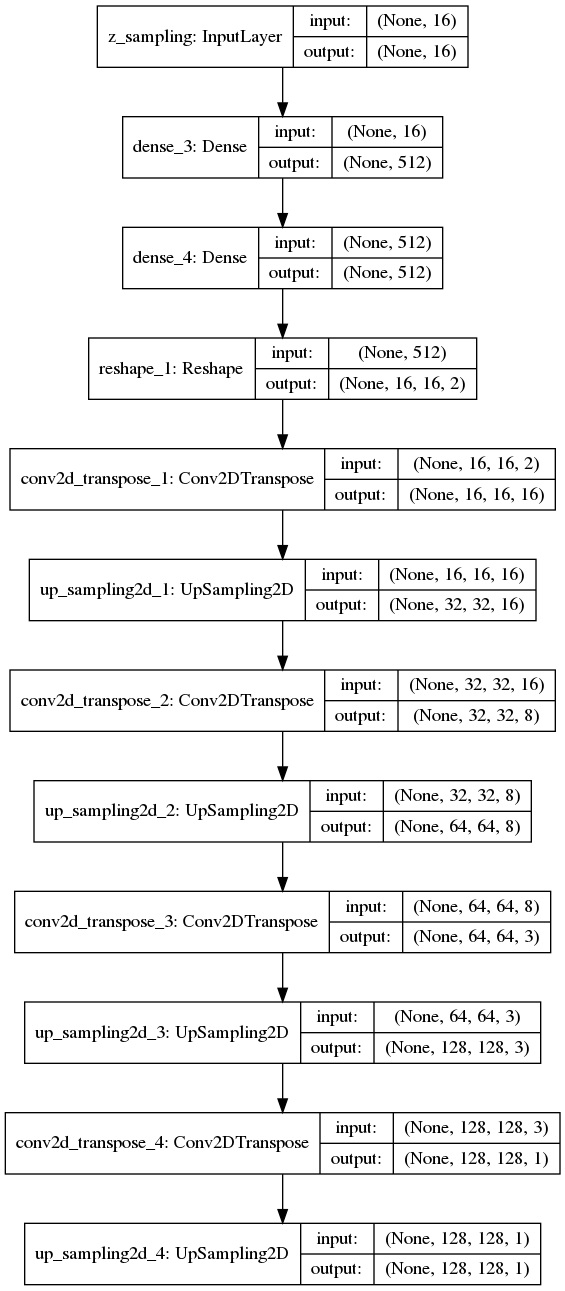 z_sampling: InputLayer
input: (None, 16)
output: (None, 16)
dense_3: Dense
input: (None, 16)
output: (None, 512)
dense_4: Dense
input: (None, 512)
output: (None, 512)
reshape_1: Reshape
input: (None, 512)
output: (None, 16, 16, 2)
conv2d_transpose_1: Conv2DTranspose
input: (None, 16, 16, 2)
output: (None, 16, 16, 16)
up_sampling2d_1: UpSampling2D
input: (None, 16, 16, 16)
output: (None, 32, 32, 16)
conv2d_transpose_2: Conv2DTranspose
input: (None, 32, 32, 16)
output: (None, 32, 32, 8)
up_sampling2d_2: UpSampling2D
input: (None, 32, 32, 8)
output: (None, 64, 64, 8)
conv2d_transpose_3: Conv2DTranspose
input: (None, 64, 64, 8)
output: (None, 64, 64, 3)
up_sampling2d_3: UpSampling2D
input: (None, 64, 64, 3)
output: (None, 128, 128, 3)
conv2d_transpose_4: Conv2DTranspose
input: (None, 128, 128, 3)
output: (None, 128, 128, 1)
up_sampling2d_4: UpSampling2D
input: (None, 128, 128, 1)
output: (None, 128, 128, 1)